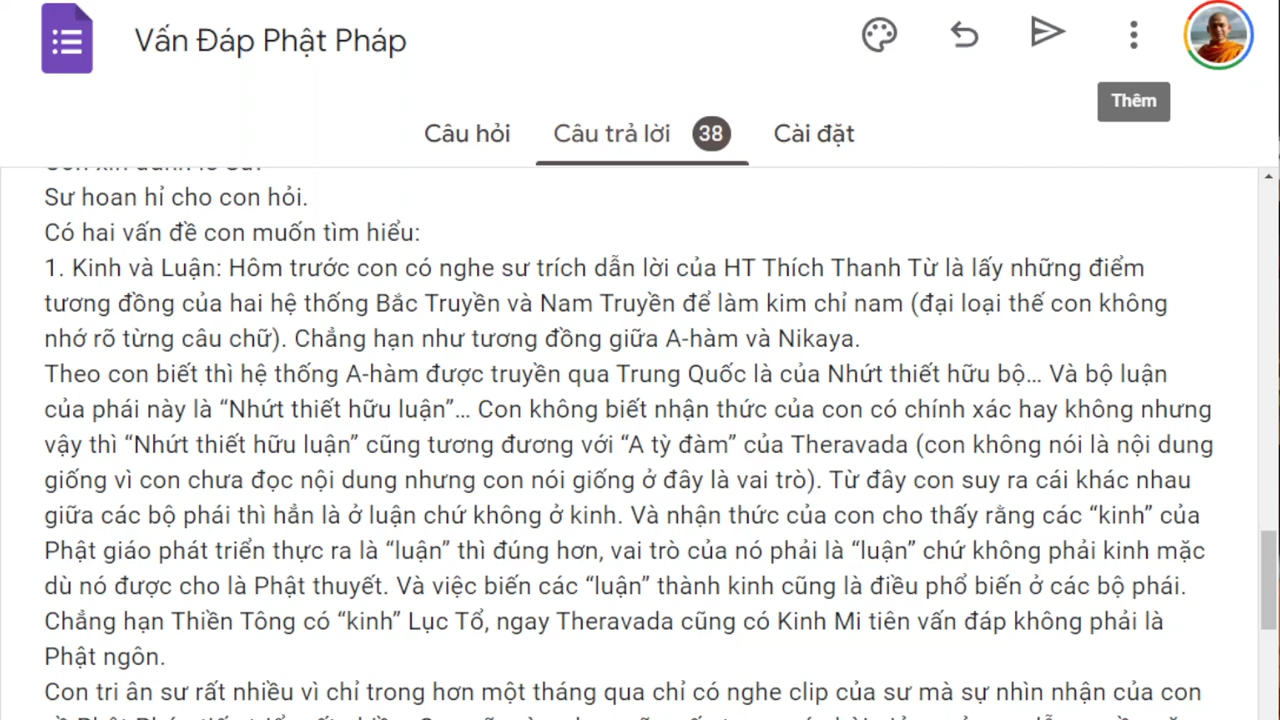 Vấn Đáp Phật Pháp
Thêm
Câu hỏi Câu trả lời 38 Cài đặt
Sư hoan hỉ cho con hỏi.
Có hai vấn đề con muốn tìm hiểu:
1. Kinh và Luận: Hôm trước con có nghe sư trích dẫn lời của HT Thích Thanh Từ là lấy những điểm
tương đồng của hai hệ thống Bắc Truyền và Nam Truyền để làm kim chỉ nam (đại loại thế con không
nhớ rõ từng câu chữ). Chẳng hạn như tương đồng giữa A-hàm và Nikaya.
Theo con biết thì hệ thống A-hàm được truyền qua Trung Quốc là của Nhứt thiết hữu bộ... Và bộ luận
của phái này là “Nhứt thiết hữu luận”... Con không biết nhận thức của con có chính xác hay không nhưng
vậy thì “Nhứt thiết hữu luận” cũng tương đương với “A tỳ đàm” của Theravada (con không nói là nội dung
giống vì con chưa đọc nội dung nhưng con nói giống ở đây là vai trò). Từ đây con suy ra cái khác nhau
giữa các bộ phái thì hẳn là ở luận chứ không ở kinh. Và nhận thức của con cho thấy rằng các “kinh” của
Phật giáo phát triển thực ra là “luận” thì đúng hơn, vai trò của nó phải là “luận” chứ không phải kinh mặc
dù nó được cho là Phật thuyết. Và việc biến các “luận” thành kinh cũng là điều phổ biến ở các bộ phái.
Chẳng hạn Thiền Tông có “kinh” Lục Tổ, ngay Theravada cũng có Kinh Mi tiên vấn đáp không phải là
Phật ngôn.
Con tri ân sư rất nhiều vì chỉ trong hơn một tháng qua chỉ có nghe clip của sư mà sự nhìn nhận của con